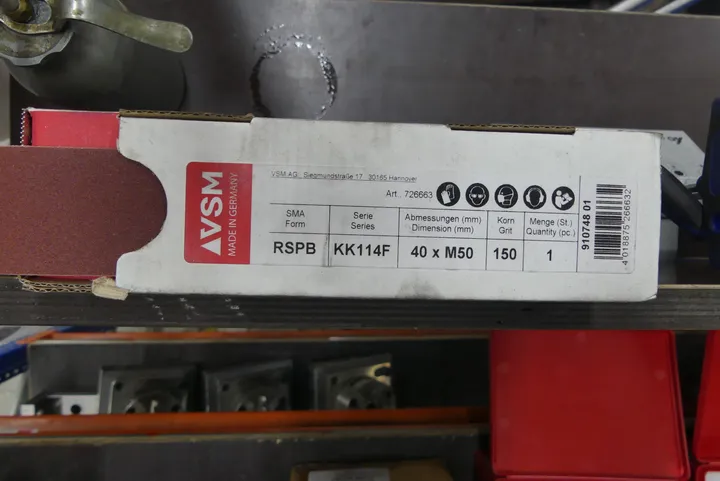 VSM
MADE IN GERMANY
VSM AG · Siegmundstraße 17 · 30165 Hannover
Art.: 726663
SMA Form
Serie Series
Abmessungen (mm) Dimension (mm)
Korn Grit
Menge (St.) Quantity (pc.)
RSPB
KK114F
40 x M50
150
1
910748 01
4 018875 266632